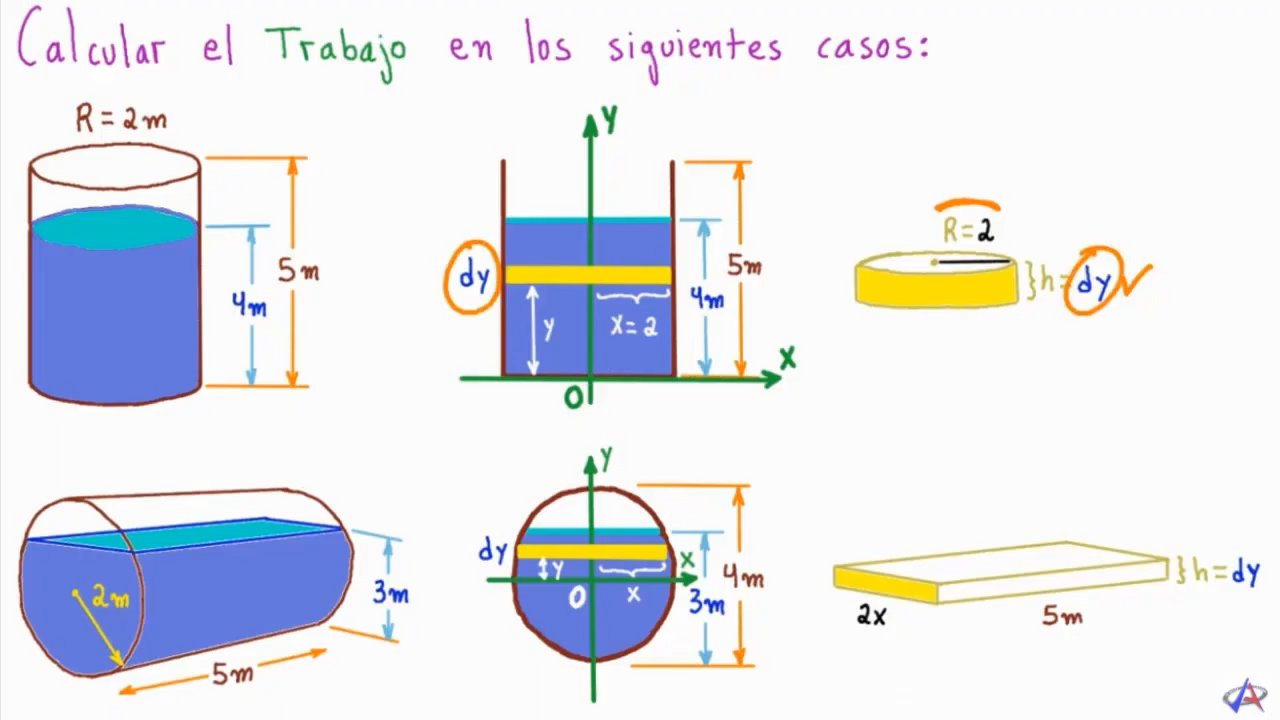 Calcular el Trabajo en los siguientes casos:
R = 2m
4m
5m
y
dy
y
x = 2
4m
5m
x
0
R = 2
h = dy
2m
5m
3m
y
dy
y
x
x
0
3m
4m
2x
5m
h = dy